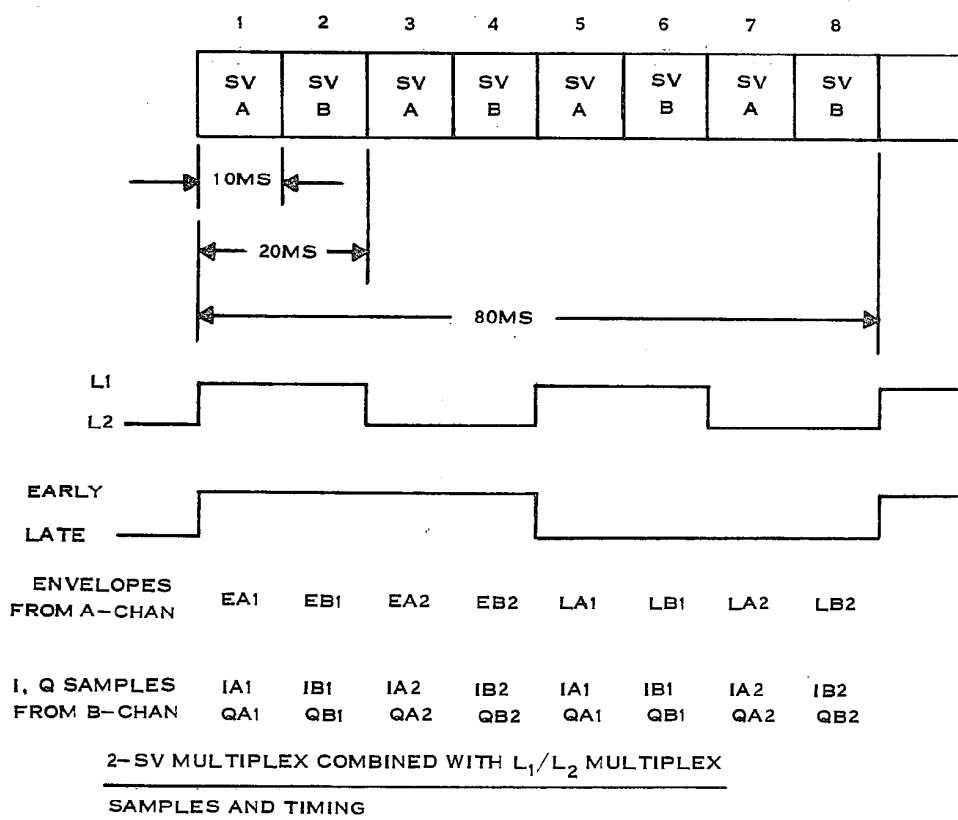 1 2 3 4 5 6 7 8
SV A SV B SV A SV B SV A SV B SV A SV B
10MS
20MS
80MS
L1
L2
EARLY
LATE
ENVELOPES
FROM A-CHAN EA1 EB1 EA2 EB2 LA1 LB1 LA2 LB2
I, Q SAMPLES IA1 IB1 IA2 IB2 IA1 IB1 IA2 IB2
FROM B-CHAN QA1 QB1 QA2 QB2 QA1 QB1 QA2 QB2
2-SV MULTIPLEX COMBINED WITH L₁/L₂ MULTIPLEX
SAMPLES AND TIMING